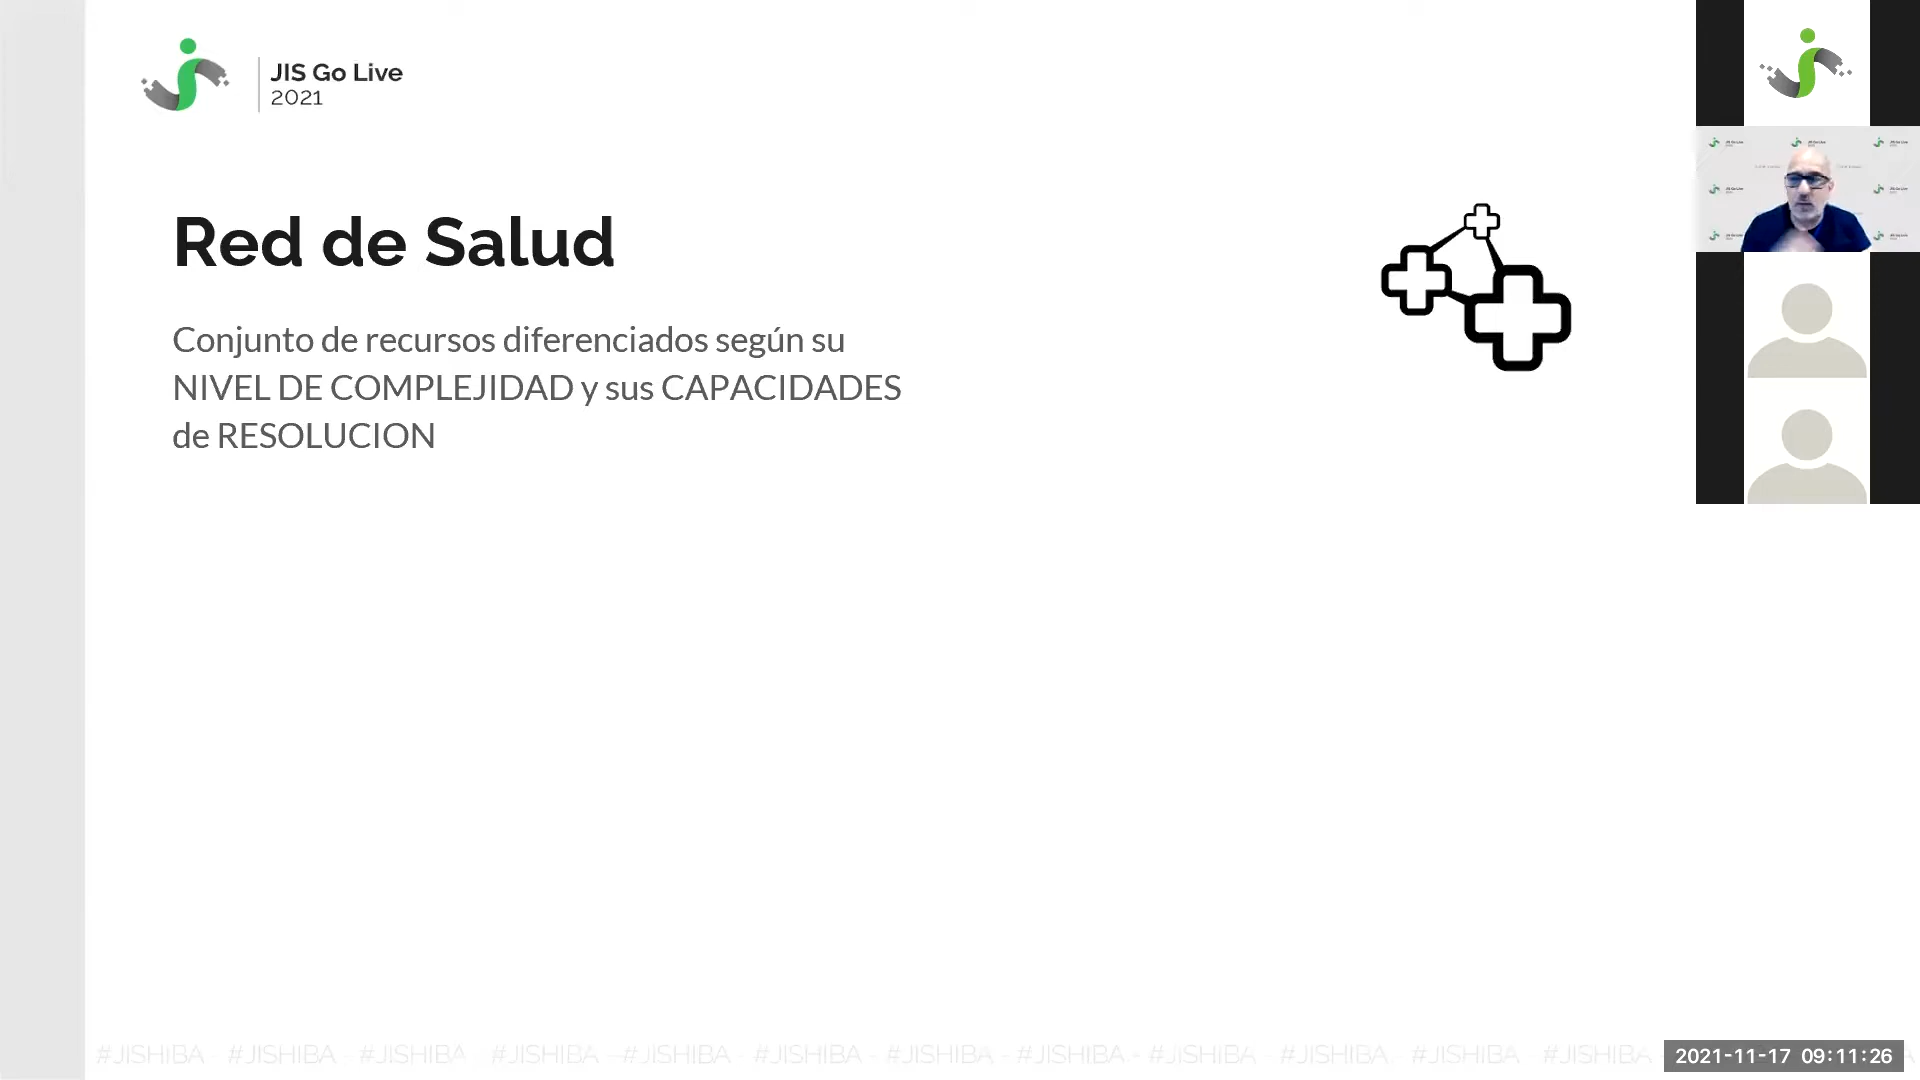 JIS Go Live
2021
Red de Salud
Conjunto de recursos diferenciados según su
NIVEL DE COMPLEJIDAD y sus CAPACIDADES
de RESOLUCION
#JISHIBA - #JISHIBA - #JISHIBA - #JISHIBA - #JISHIBA - #JISHIBA - #JISHIBA - #JISHIBA - #JISHIBA - #JISHIBA - #JISHIBA - #JISHIBA
2021-11-17 09:11:26